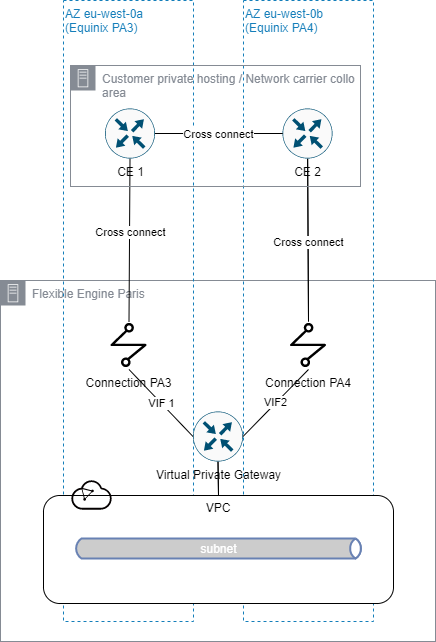 AZ eu-west-0a
(Equinix PA3)
AZ eu-west-0b
(Equinix PA4)
Customer private hosting / Network carrier collo
area
Cross connect
CE 1
CE 2
Cross connect
Cross connect
Flexible Engine Paris
Connection PA3
Connection PA4
VIF 1
VIF2
Virtual Private Gateway
VPC
subnet